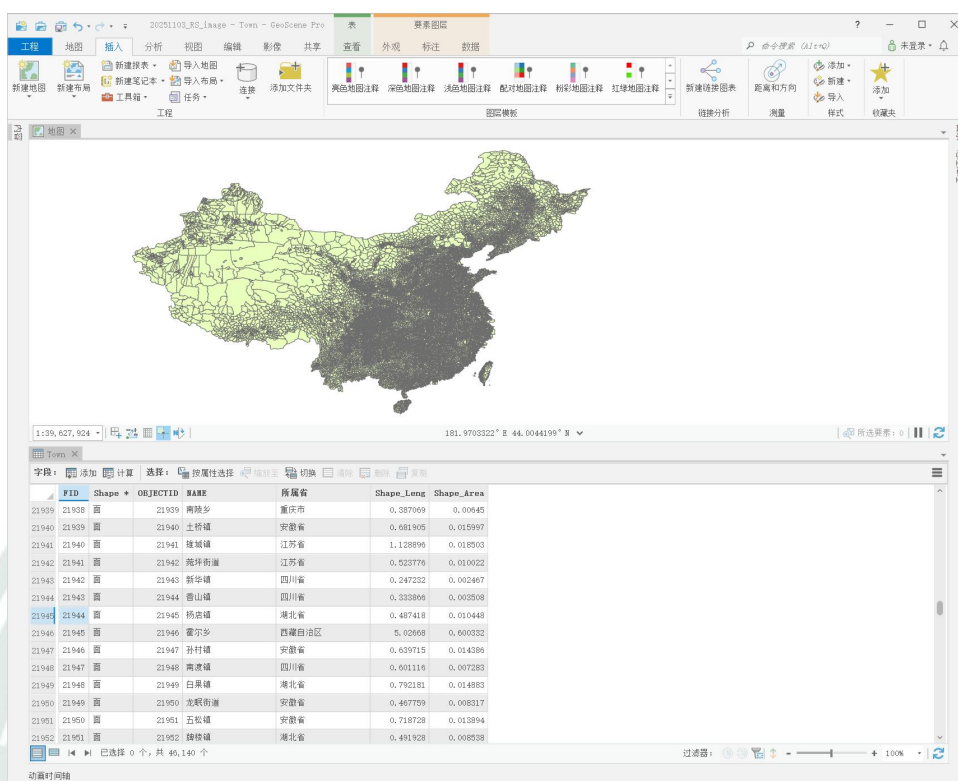 20251103_RS_image - Town - GeoScene Pro 表 要素图层 ?
工程 地图 插入 分析 视图 编辑 影像 共享 查看 外观 标注 数据 命令搜索 (Alt+Q) 未登录
新建地图 新建布局 新建报表 新建笔记本 工具箱 导入地图 导入布局 任务 连接 添加文件夹 亮色地图注释 深色地图注释 浅色地图注释 配对地图注释 粉彩地图注释 红绿地图注释 新建链接图表 距离和方向 添加 新建 导入 添加
工程 图层模板 链接分析 测量 样式 收藏夹
地图
1:39,627,924 181.9703322°E 44.0044199°N 所选要素: 0
Town
字段: 添加 计算 选择: 按属性选择 缩放至 切换 清除 删除 复制
FID Shape * OBJECTID NAME 所属省 Shape_Leng Shape_Area
21939 21938 面 21939 南陵乡 重庆市 0.387069 0.00645
21940 21939 面 21940 土桥镇 安徽省 0.681905 0.015997
21941 21940 面 21941 睢城镇 江苏省 1.128896 0.018503
21942 21941 面 21942 菀坪街道 江苏省 0.523776 0.010022
21943 21942 面 21943 新华镇 四川省 0.247232 0.002467
21944 21943 面 21944 香山镇 四川省 0.333866 0.003508
21945 21944 面 21945 杨店镇 湖北省 0.487418 0.010448
21946 21945 面 21946 霍尔乡 西藏自治区 5.02668 0.600332
21947 21946 面 21947 孙村镇 安徽省 0.639715 0.014386
21948 21947 面 21948 南渡镇 四川省 0.601116 0.007283
21949 21948 面 21949 白果镇 湖北省 0.792181 0.014883
21950 21949 面 21950 龙眠街道 安徽省 0.467759 0.008317
21951 21950 面 21951 五松镇 安徽省 0.718728 0.013894
21952 21951 面 21952 牌楼镇 湖北省 0.491928 0.008538
已选择 0 个，共 46,140 个 过滤器: 100%
动画时间轴